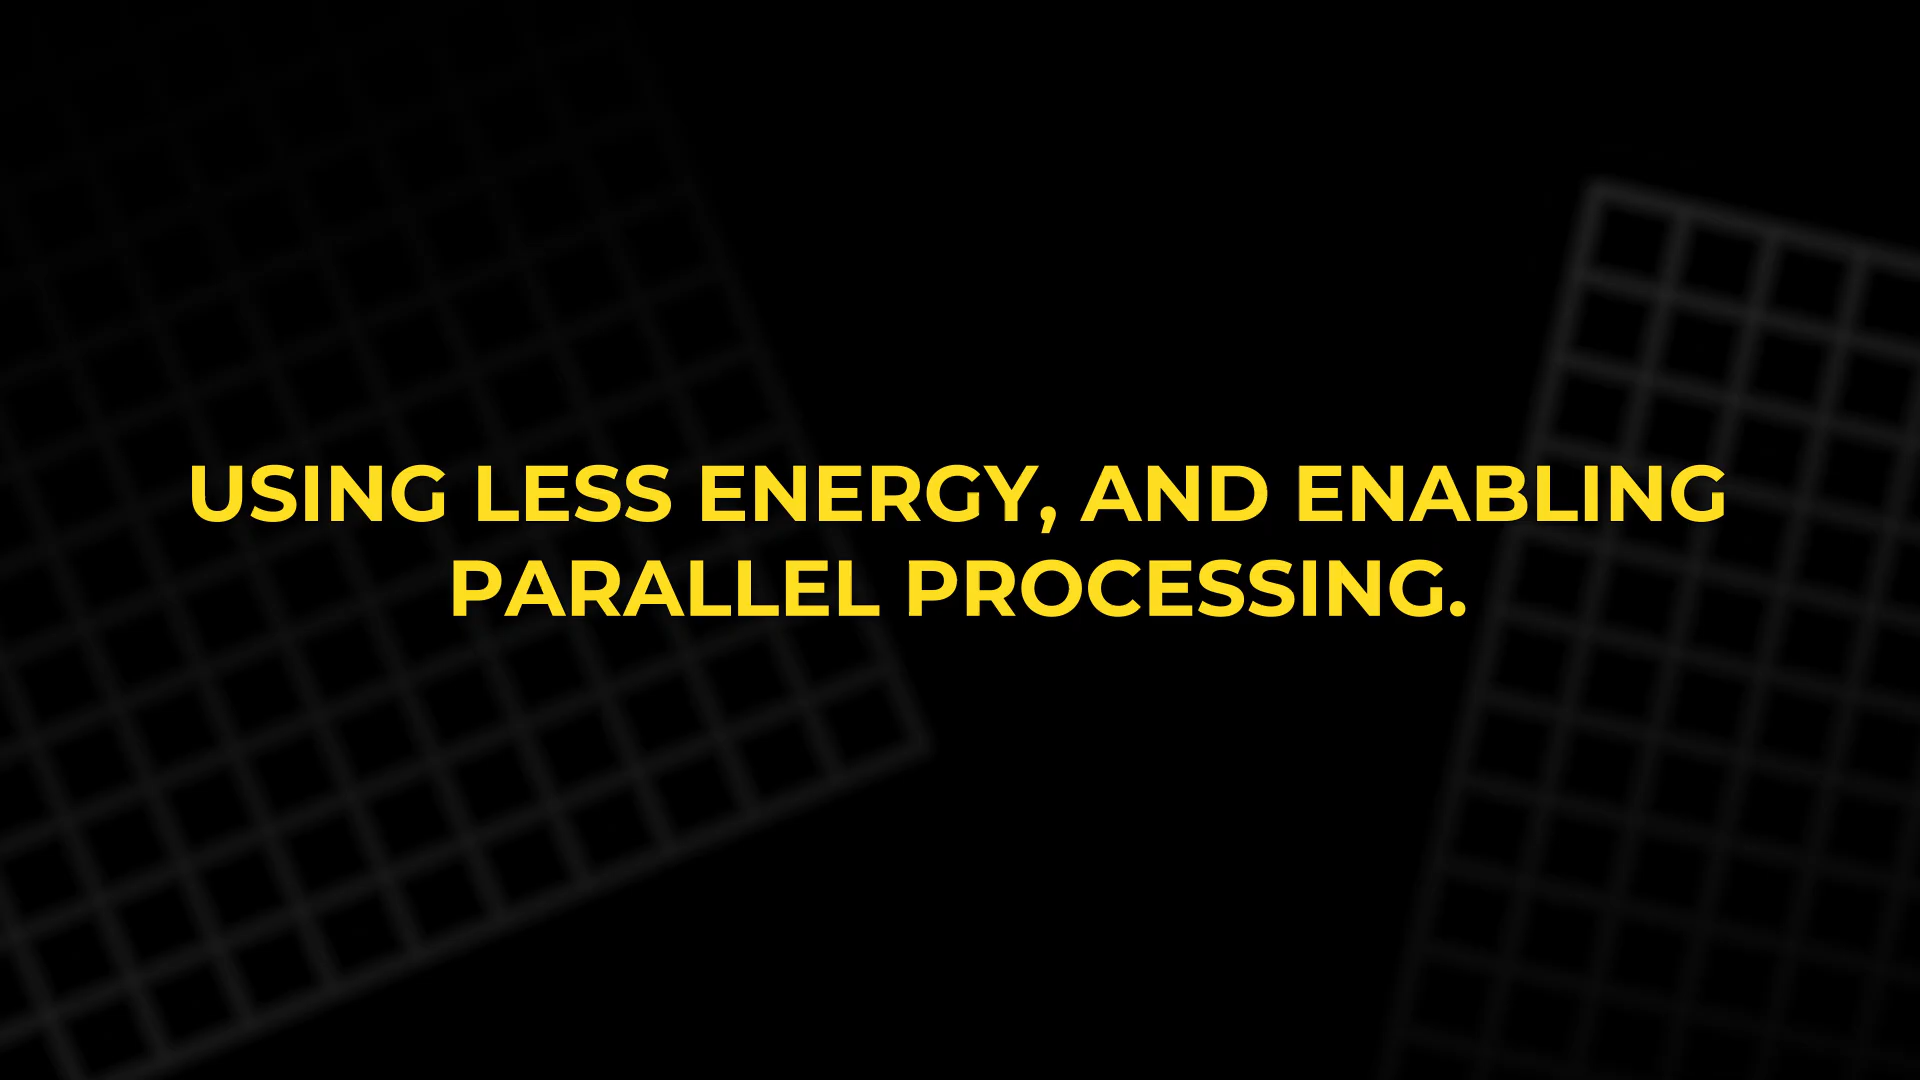 USING LESS ENERGY, AND ENABLING
PARALLEL PROCESSING.